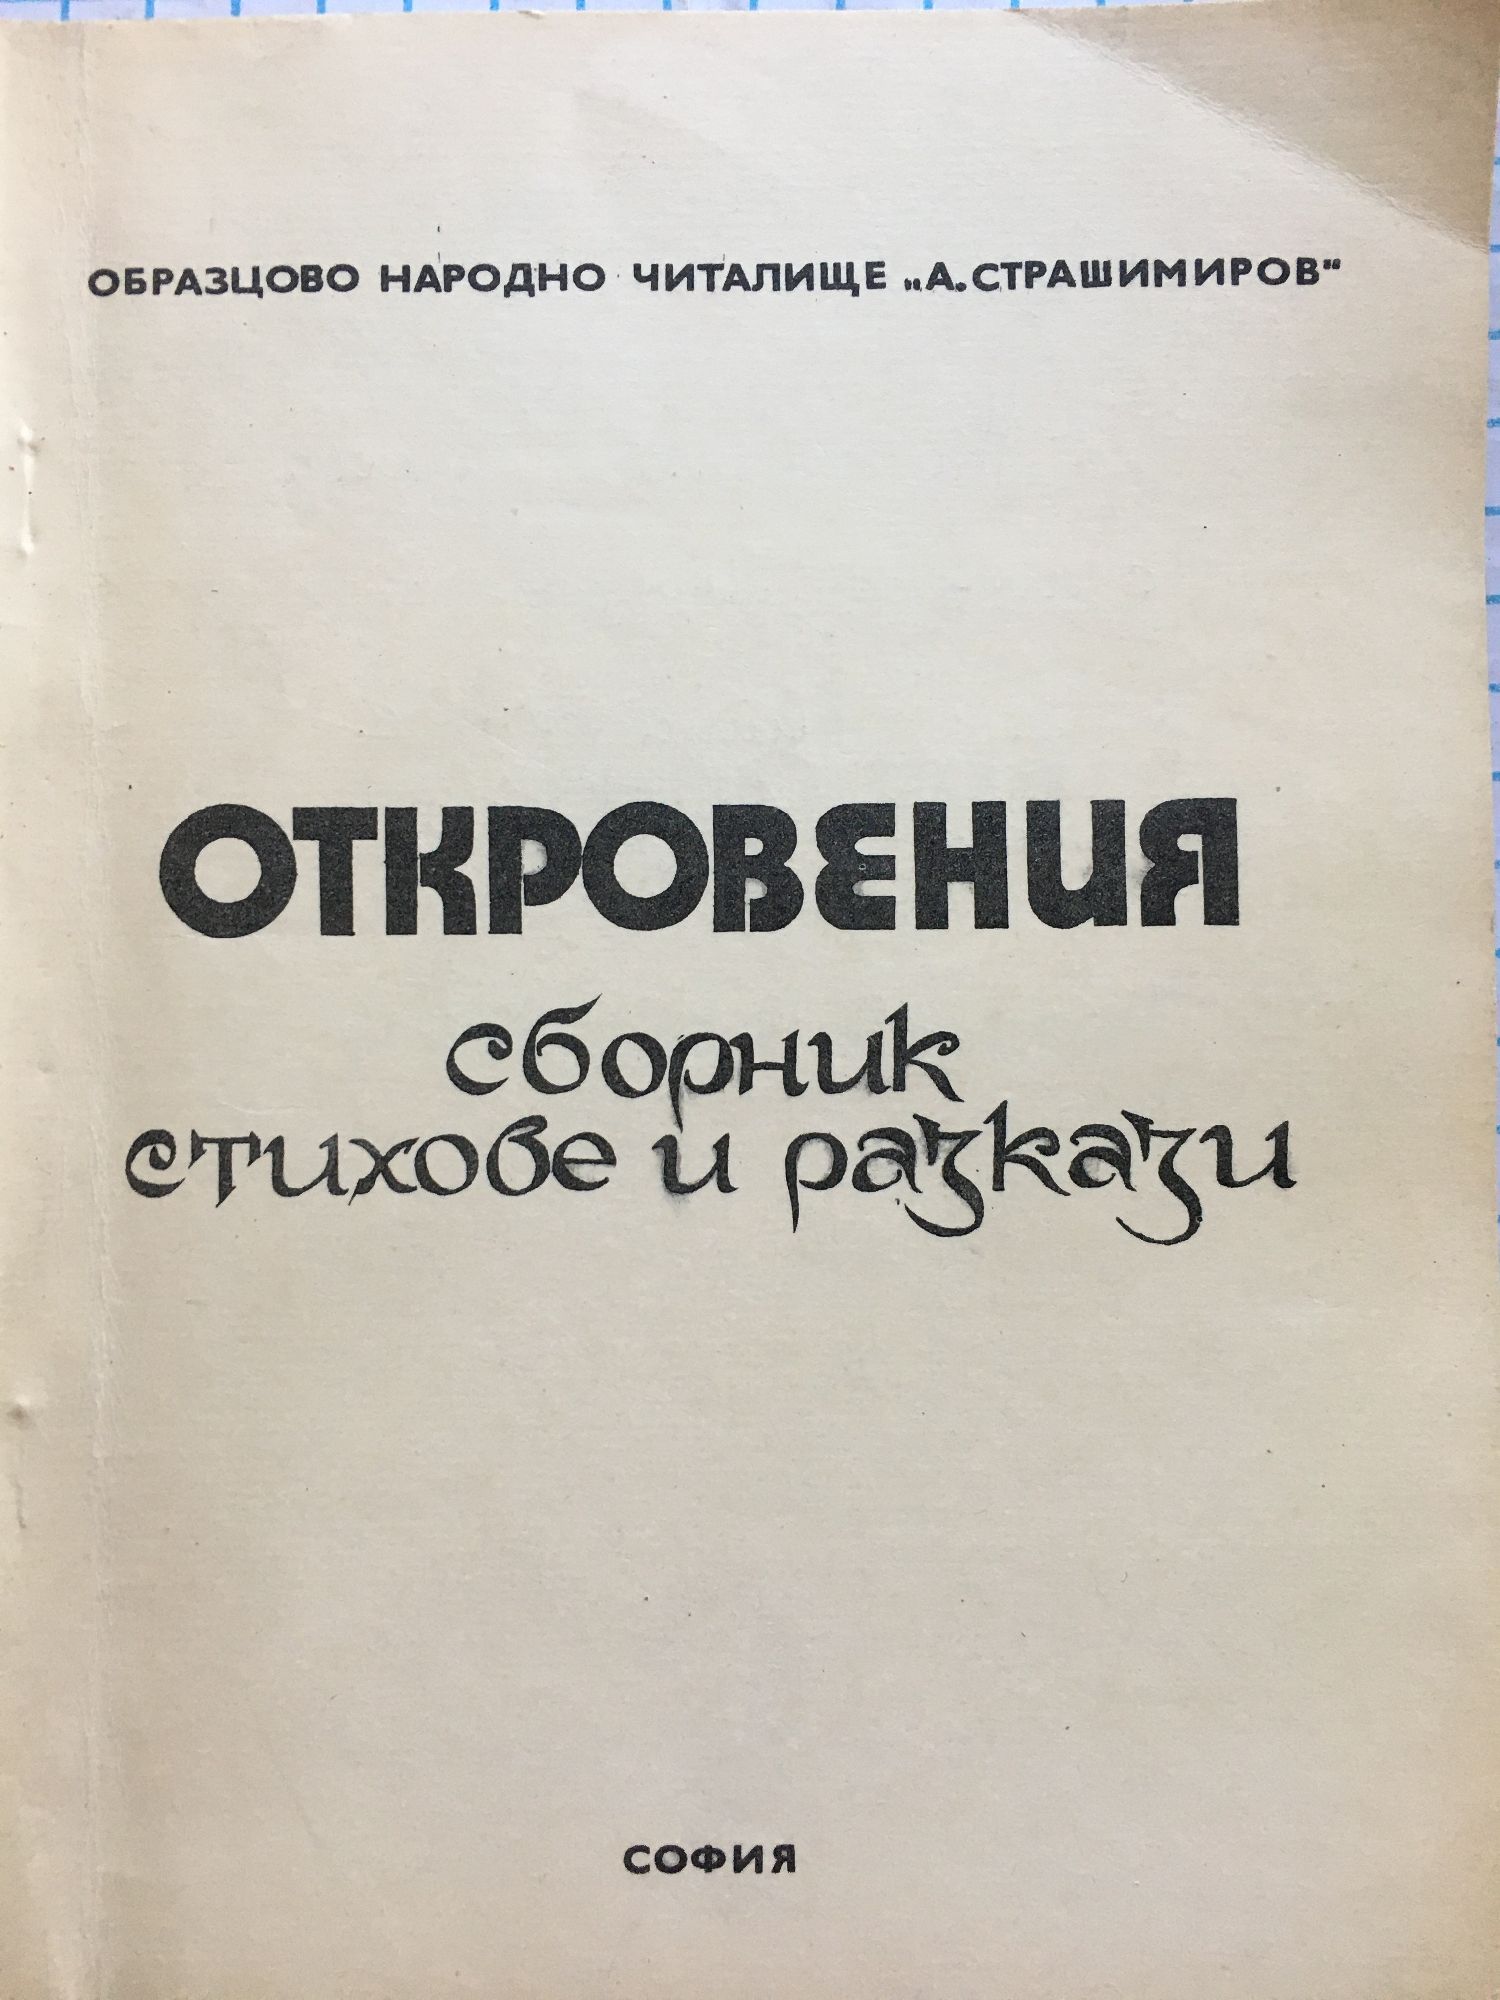 ОБРАЗЦОВО НАРОДНО ЧИТАЛИЩЕ „А. СТРАШИМИРОВ“
ОТКРОВЕНИЯ
сборник
стихове и разкази
СОФИЯ